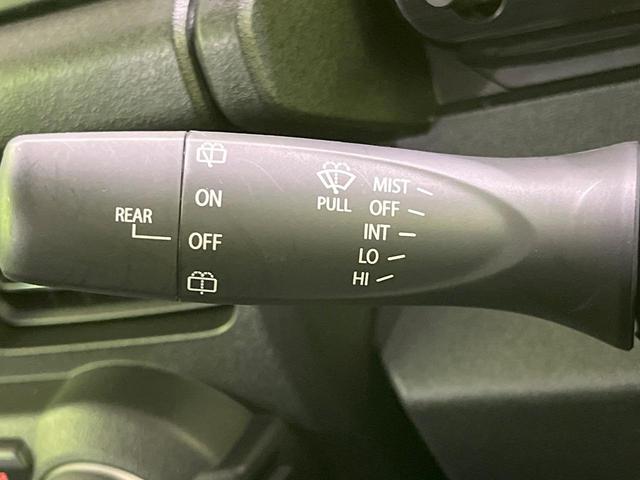 REAR
ON
OFF
PULL
MIST
OFF
INT
LO
HI